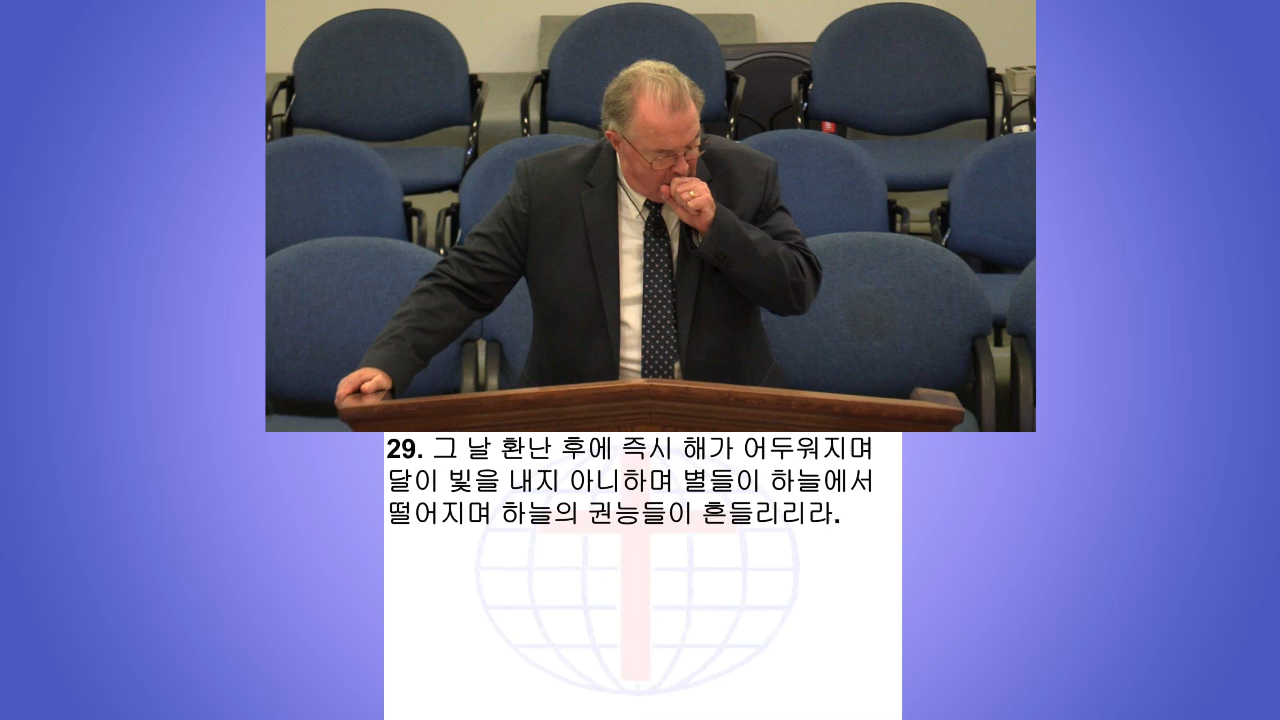 29. 그 날 환난 후에 즉시 해가 어두워지며
달이 빛을 내지 아니하며 별들이 하늘에서
떨어지며 하늘의 권능들이 흔들리리라.